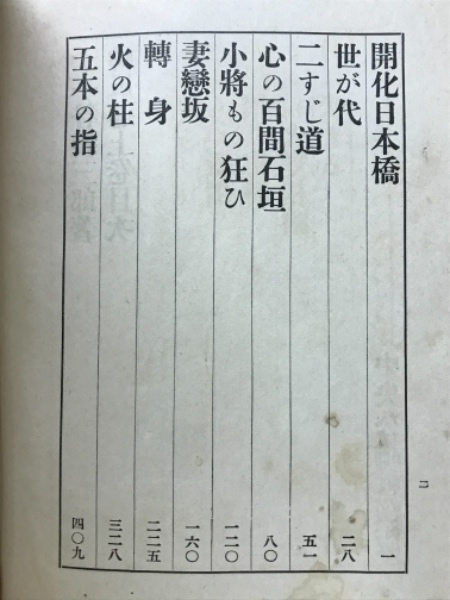 開化日本橋 一
世が代 二八
二すじ道 五一
心の百間石垣 八〇
小將もの狂ひ 一二〇
妻戀坂 一六〇
轉身 二二五
火の柱 三二八
五本の指 四〇九
二